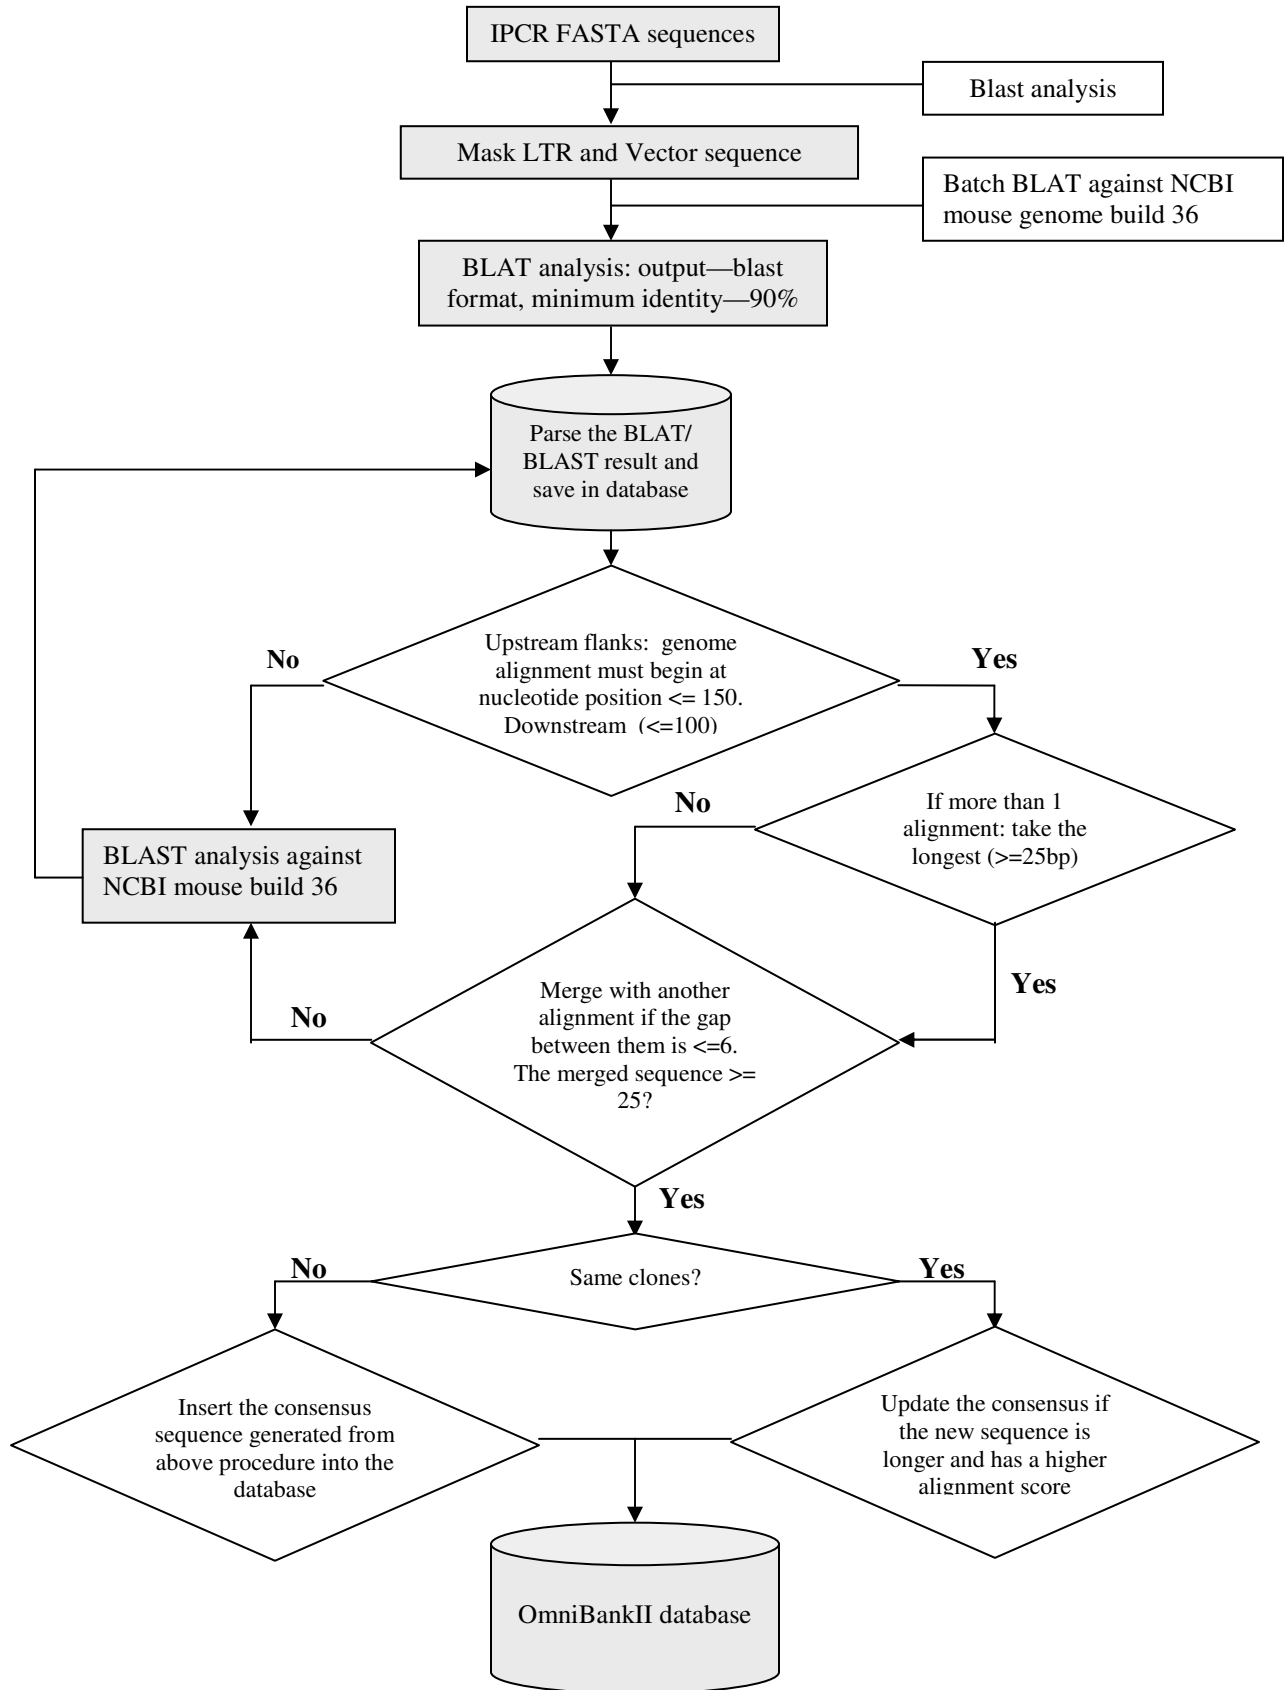 IPCR FASTA sequences
Blast analysis
Mask LTR and Vector sequence
Batch BLAT against NCBI
mouse genome build 36
BLAT analysis: output—blast
format, minimum identity—90%
Parse the BLAT/
BLAST result and
save in database
Upstream flanks:  genome
alignment must begin at
nucleotide position <= 150.
Downstream  (<=100)
No
Yes
If more than 1
alignment: take the
longest (>=25bp)
No
BLAST analysis against
NCBI mouse build 36
Yes
Merge with another
alignment if the gap
between them is <=6.
The merged sequence >=
25?
No
Yes
Same clones?
No
Yes
Insert the consensus
sequence generated from
above procedure into the
database
Update the consensus if
the new sequence is
longer and has a higher
alignment score
OmniBankII database